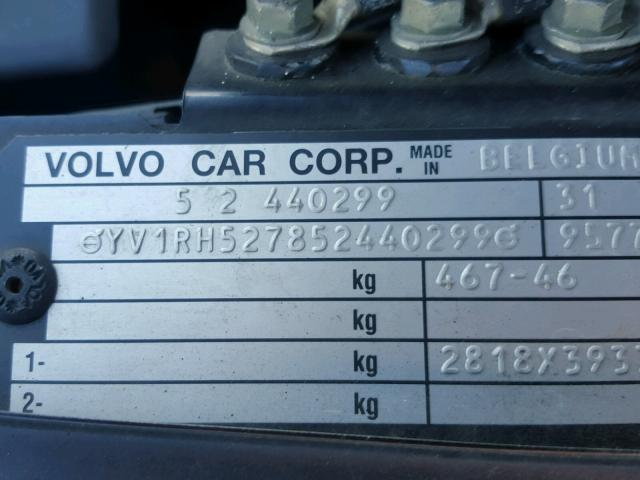 VOLVO CAR CORP. MADE IN BELGIUM
5 2 440299 31
YV1RH527852440299 9577
kg 467-46
kg
1- kg 2818X393
2- kg